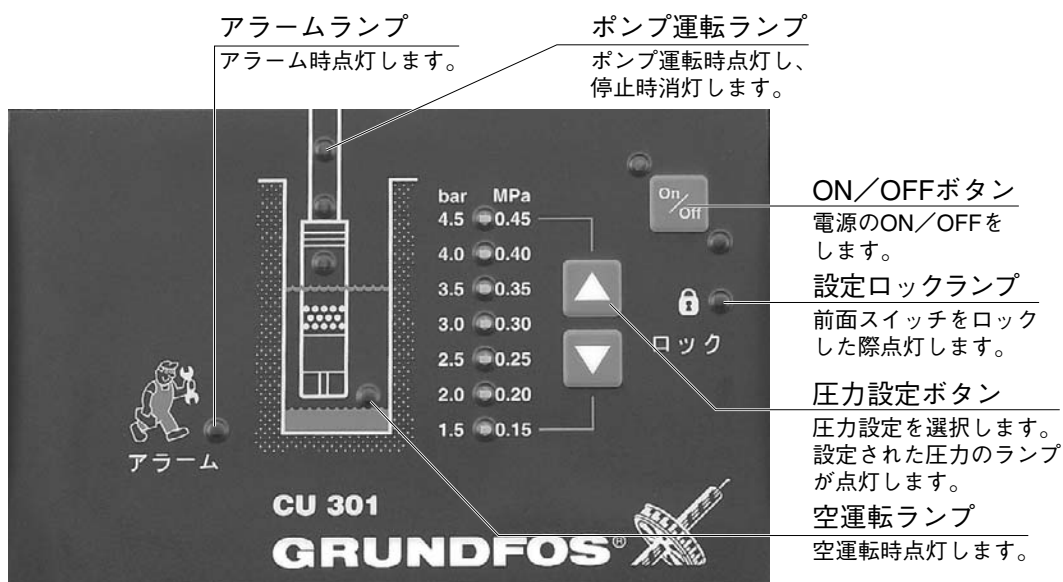 アラームランプ
アラーム時点灯します。
ポンプ運転ランプ
ポンプ運転時点灯し、
停止時消灯します。
bar MPa
4.5 0.45
4.0 0.40
3.5 0.35
3.0 0.30
2.5 0.25
2.0 0.20
1.5 0.15
On/Off
ロック
アラーム
CU 301
GRUNDFOS®
ON／OFFボタン
電源のON／OFFを
します。
設定ロックランプ
前面スイッチをロック
した際点灯します。
圧力設定ボタン
圧力設定を選択します。
設定された圧力のランプ
が点灯します。
空運転ランプ
空運転時点灯します。